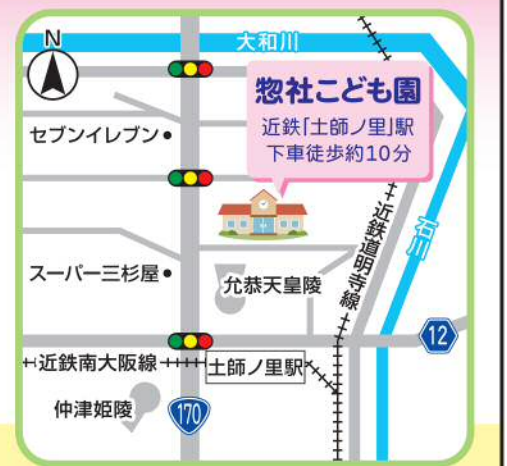 N
大和川
惣社こども園
近鉄「土師ノ里」駅
下車徒歩約10分
セブンイレブン
近鉄道明寺線
石川
スーパー三杉屋
允恭天皇陵
12
近鉄南大阪線
土師ノ里駅
仲津姫陵
170